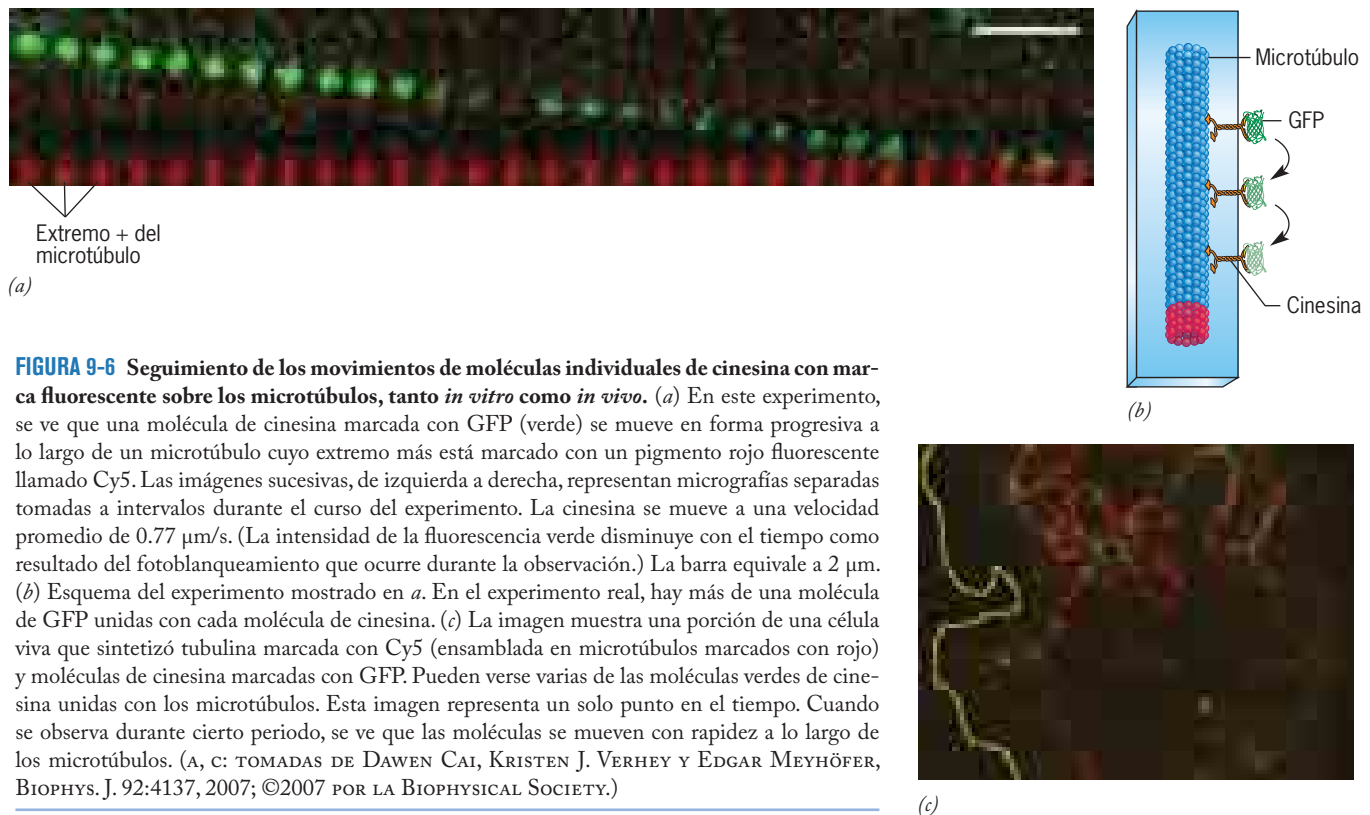 Extremo + del
microtúbulo
(a)
Microtúbulo
GFP
Cinesina
(b)
FIGURA 9-6 Seguimiento de los movimientos de moléculas individuales de cinesina con mar-
ca fluorescente sobre los microtúbulos, tanto in vitro como in vivo. (a) En este experimento,
se ve que una molécula de cinesina marcada con GFP (verde) se mueve en forma progresiva a
lo largo de un microtúbulo cuyo extremo más está marcado con un pigmento rojo fluorescente
llamado Cy5. Las imágenes sucesivas, de izquierda a derecha, representan micrografías separadas
tomadas a intervalos durante el curso del experimento. La cinesina se mueve a una velocidad
promedio de 0.77 μm/s. (La intensidad de la fluorescencia verde disminuye con el tiempo como
resultado del fotoblanqueamiento que ocurre durante la observación.) La barra equivale a 2 μm.
(b) Esquema del experimento mostrado en a. En el experimento real, hay más de una molécula
de GFP unidas con cada molécula de cinesina. (c) La imagen muestra una porción de una célula
viva que sintetizó tubulina marcada con Cy5 (ensamblada en microtúbulos marcados con rojo)
y moléculas de cinesina marcadas con GFP. Pueden verse varias de las moléculas verdes de cine-
sina unidas con los microtúbulos. Esta imagen representa un solo punto en el tiempo. Cuando
se observa durante cierto periodo, se ve que las moléculas se mueven con rapidez a lo largo de
los microtúbulos. (A, C: TOMADAS DE DAWEN CAI, KRISTEN J. VERHEY Y EDGAR MEYHÖFER,
BIOPHYS. J. 92:4137, 2007; ©2007 POR LA BIOPHYSICAL SOCIETY.)
(c)